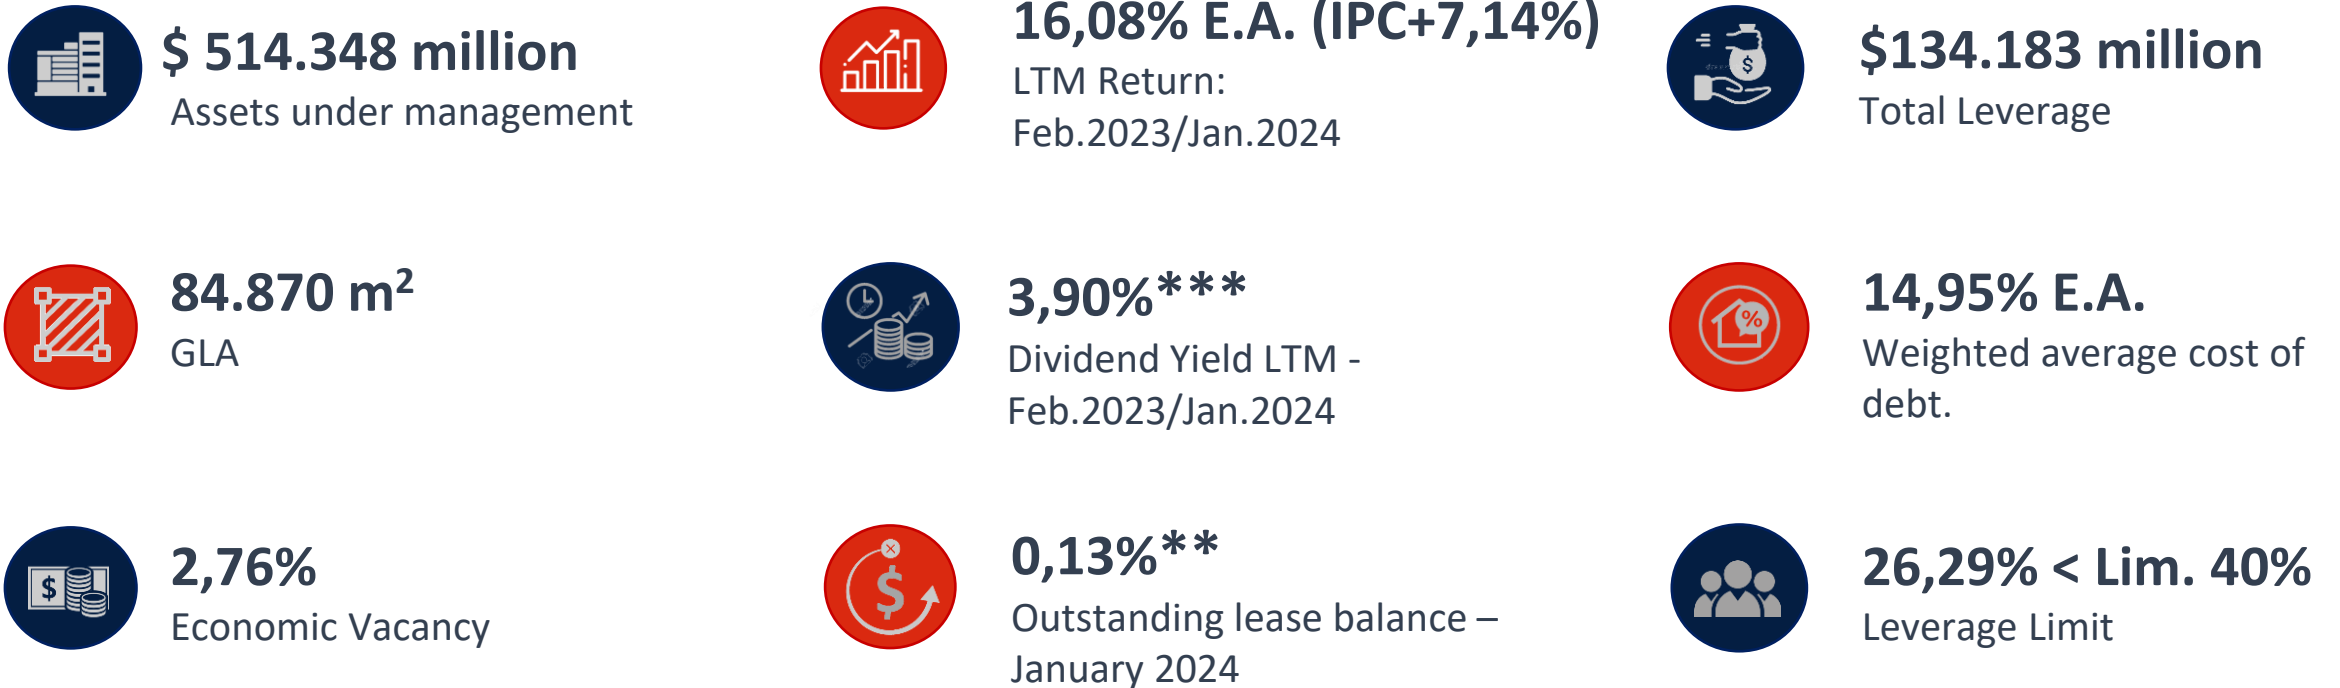 $ 514.348 million
Assets under management
16,08% E.A. (IPC+7,14%)
LTM Return:
Feb.2023/Jan.2024
$134.183 million
Total Leverage
84.870 m²
GLA
3,90%***
Dividend Yield LTM -
Feb.2023/Jan.2024
14,95% E.A.
Weighted average cost of
debt.
2,76%
Economic Vacancy
0,13%**
Outstanding lease balance –
January 2024
26,29% < Lim. 40%
Leverage Limit